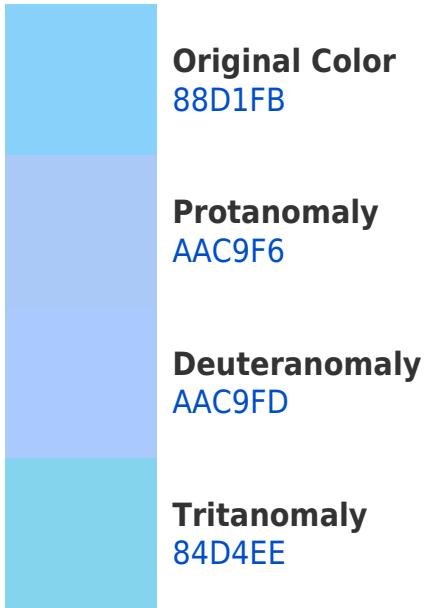 Original Color
88D1FB
Protanomaly
AAC9F6
Deuteranomaly
AAC9FD
Tritanomaly
84D4EE